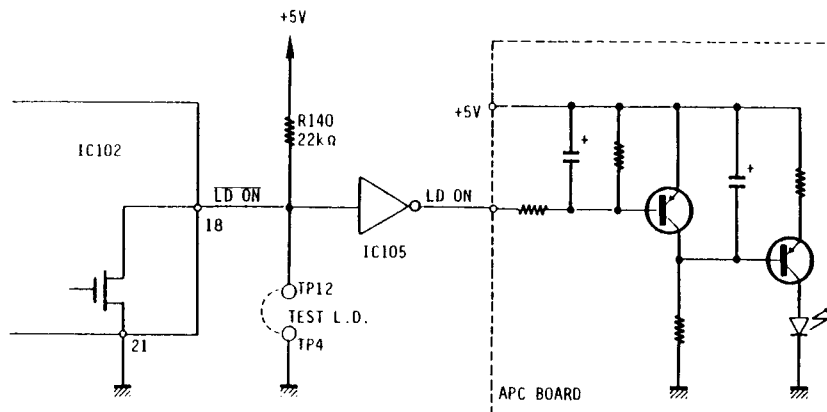 +5V
R140
22kΩ
IC102
+5V
+
+
LD ON
LD ON
18
IC105
TP12
TEST L.D.
TP4
21
APC BOARD